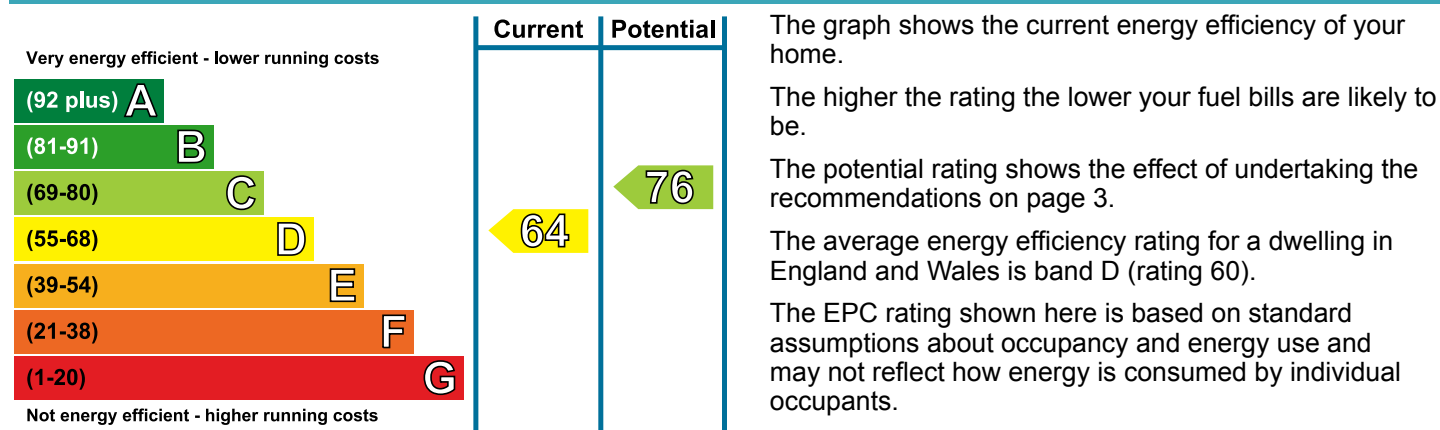 Current Potential
Very energy efficient - lower running costs
(92 plus) A
(81-91) B
(69-80) C
(55-68) D
(39-54) E
(21-38) F
(1-20) G
Not energy efficient - higher running costs
64
76
The graph shows the current energy efficiency of your
home.
The higher the rating the lower your fuel bills are likely to
be.
The potential rating shows the effect of undertaking the
recommendations on page 3.
The average energy efficiency rating for a dwelling in
England and Wales is band D (rating 60).
The EPC rating shown here is based on standard
assumptions about occupancy and energy use and
may not reflect how energy is consumed by individual
occupants.